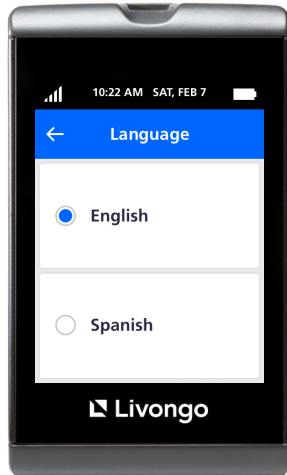 10:22 AM SAT, FEB 7
Language
English
Spanish
Livongo